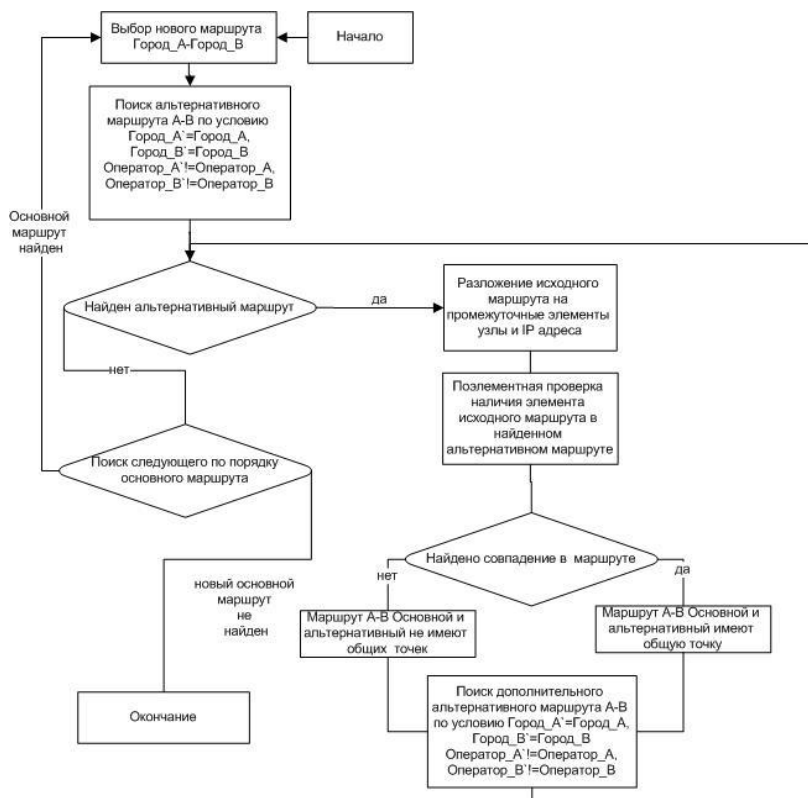 Выбор нового маршрута
Город_А-Город_В
Начало
Поиск альтернативного
маршрута А-В по условию
Город_А`=Город_А,
Город_В`=Город_В
Оператор_А`!=Оператор_А,
Оператор_В`!=Оператор_В
Основной
маршрут
найден
Найден альтернативный маршрут
да
Разложение исходного
маршрута на
промежуточные элементы
узлы и IP адреса
нет
Поэлементная проверка
наличия элемента
исходного маршрута в
найденном
альтернативном маршруте
Поиск следующего по порядку
основного маршрута
Найдено совпадение в маршруте
нет
да
новый основной
маршрут
не
найден
Маршрут А-В Основной и
альтернативный не имеют
общих точек
Маршрут А-В Основной и
альтернативный имеют
общую точку
Окончание
Поиск дополнительного
альтернативного маршрута А-В
по условию Город_А`=Город_А,
Город_В`=Город_В
Оператор_А`!=Оператор_А,
Оператор_В`!=Оператор_В